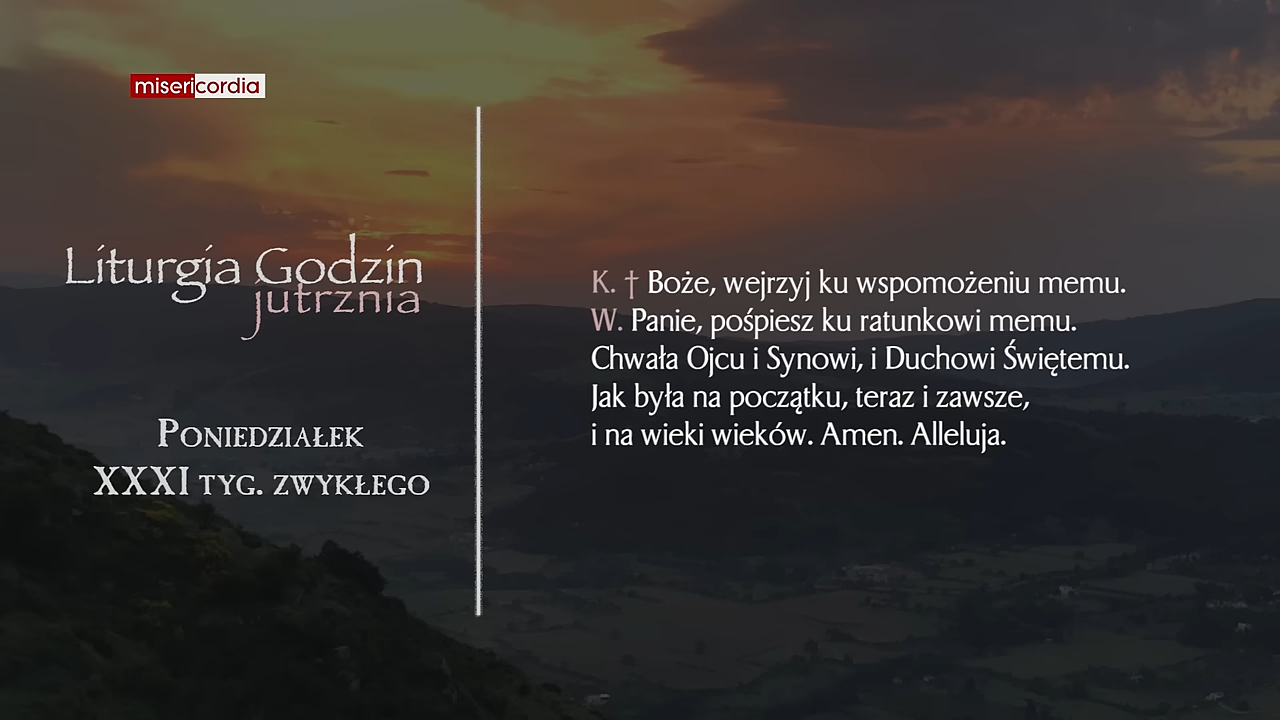 misericordia
Liturgia Godzin
jutrznia
Poniedziałek
XXXI tyg. zwykłego
K. † Boże, wejrzyj ku wspomożeniu memu.
W. Panie, pośpiesz ku ratunkowi memu.
Chwała Ojcu i Synowi, i Duchowi Świętemu.
Jak była na początku, teraz i zawsze,
i na wieki wieków. Amen. Alleluja.